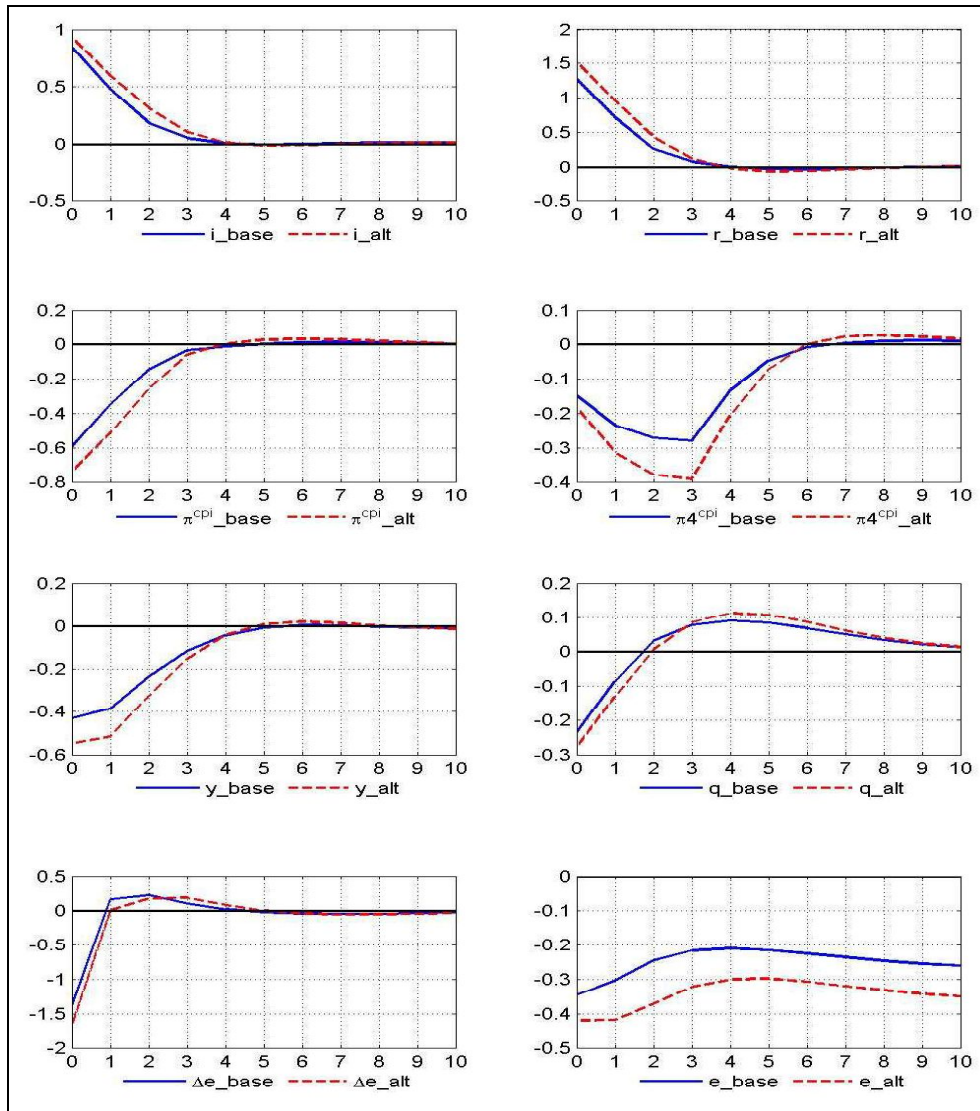 1
0.5
0
-0.5
0 1 2 3 4 5 6 7 8 9 10
i_base i_alt
2
1.5
1
0.5
0
-0.5
0 1 2 3 4 5 6 7 8 9 10
r_base r_alt
0.2
0
-0.2
-0.4
-0.6
-0.8
0 1 2 3 4 5 6 7 8 9 10
π^cpi_base π^cpi_alt
0.1
0
-0.1
-0.2
-0.3
-0.4
0 1 2 3 4 5 6 7 8 9 10
π4^cpi_base π4^cpi_alt
0.2
0
-0.2
-0.4
-0.6
0 1 2 3 4 5 6 7 8 9 10
y_base y_alt
0.2
0.1
0
-0.1
-0.2
-0.3
0 1 2 3 4 5 6 7 8 9 10
q_base q_alt
0.5
0
-0.5
-1
-1.5
-2
0 1 2 3 4 5 6 7 8 9 10
Δe_base Δe_alt
0
-0.1
-0.2
-0.3
-0.4
-0.5
0 1 2 3 4 5 6 7 8 9 10
e_base e_alt